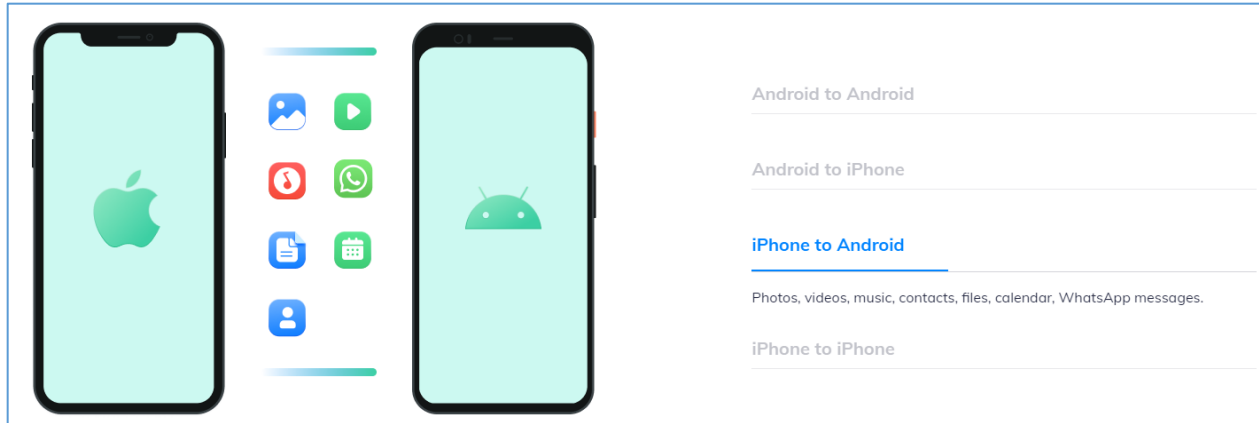 Android to Android
Android to iPhone
iPhone to Android
Photos, videos, music, contacts, files, calendar, WhatsApp messages.
iPhone to iPhone